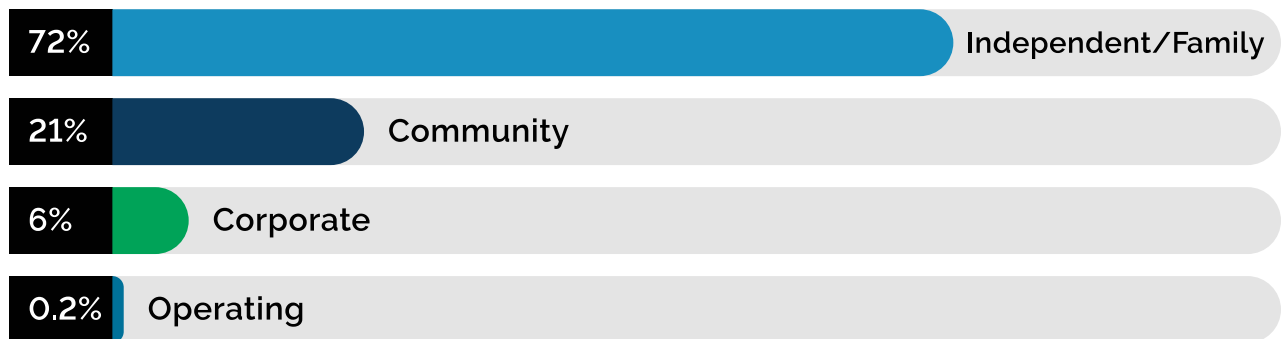 72% Independent/Family
21% Community
6% Corporate
0.2% Operating